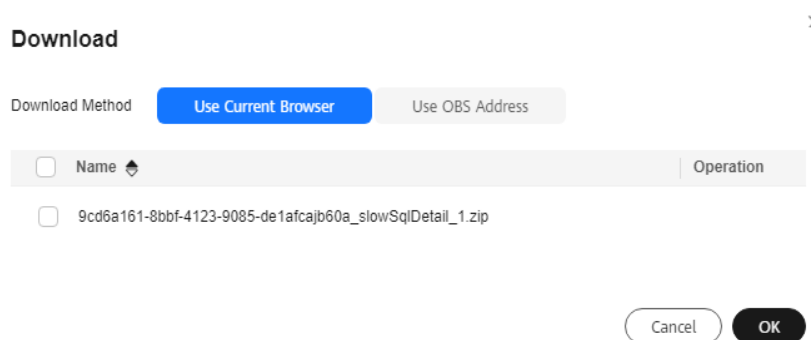 Download
Download Method Use Current Browser Use OBS Address
Name Operation
9cd6a161-8bbf-4123-9085-de1afcajb60a_slowSqlDetail_1.zip
Cancel OK